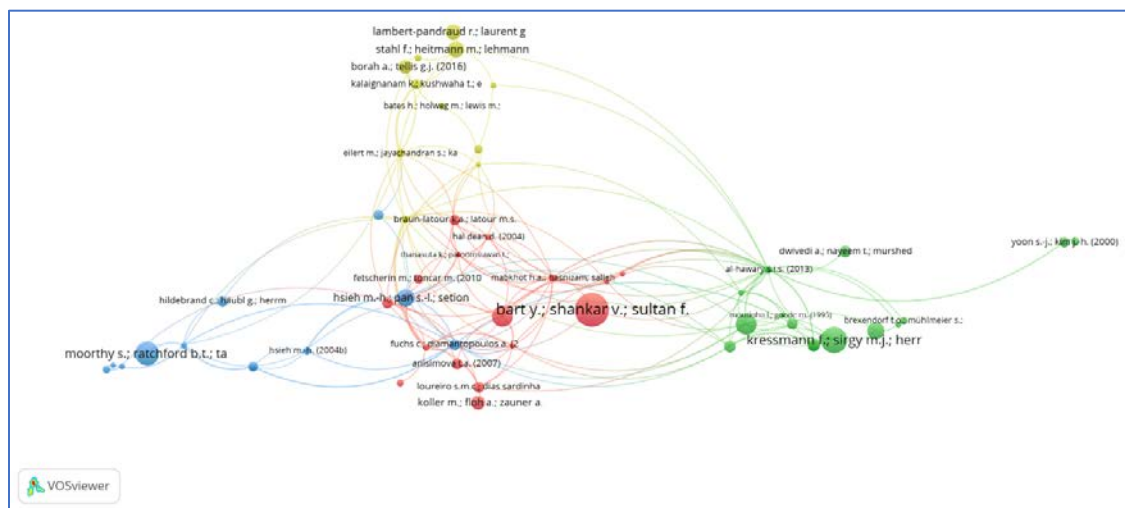 lambert-pandraud r.; laurent g
stahl f.; heitmann m.; lehmann
borah a.; tellis g.j. (2016)
kalaignanam k.; kushwaha t.; e
bates h.; holweg m.; lewis m.;
eilert m.; jayachandran s.; ka
braun-latour k.a.; latour m.s.
hal dean d. (2004)
yoon s.-j.; kim j.h. (2000)
dwivedi a.; nayeem t.; murshed
al-hawary s.i.s. (2013)
fetscherin m.; toncar m. (2010
mabkhot h.a.; hasnizam; salleh
hildebrand c.; häubl g.; herrm
hsieh m.-h.; pan s.-l.; setion
bart y.; shankar v.; sultan f.
brexendorf t.o.; mühlmeier s.;
kressmann f.; sirgy m.j.; herr
moorthy s.; ratchford b.t.; ta
hsieh m.h. (2004b)
fuchs c.; diamantopoulos a. (2
anisimova t.a. (2007)
loureiro s.m.c.; dias sardinha
koller m.; floh a.; zauner a.
VOSviewer